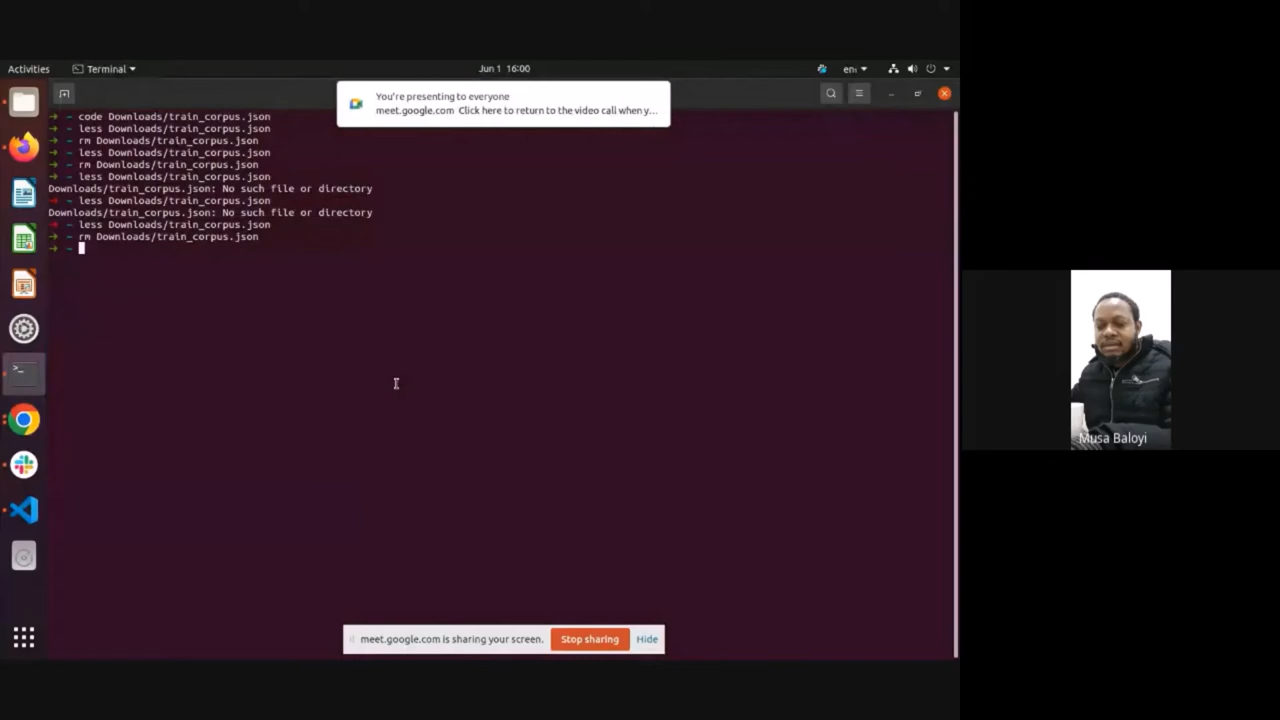 Activities
Terminal
Jun 1 16:00
en₁
You're presenting to everyone
meet.google.com Click here to return to the video call when y…
→ ~ code Downloads/train_corpus.json
→ ~ less Downloads/train_corpus.json
→ ~ rm Downloads/train_corpus.json
→ ~ less Downloads/train_corpus.json
→ ~ rm Downloads/train_corpus.json
→ ~ less Downloads/train_corpus.json
Downloads/train_corpus.json: No such file or directory
→ ~ less Downloads/train_corpus.json
Downloads/train_corpus.json: No such file or directory
→ ~ less Downloads/train_corpus.json
→ ~ rm Downloads/train_corpus.json
→ ~
Musa Baloyi
meet.google.com is sharing your screen.
Stop sharing
Hide